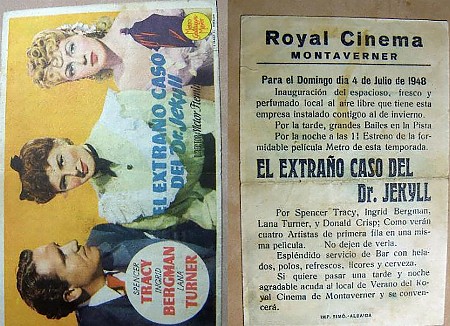 EL EXTRAÑO CASO
DEL Dr. Jekyll
SPENCER
TRACY
INGRID
BERGMAN
LANA
TURNER
Royal Cinema
MONTAVERNER
Para el Domingo dia 4 de Julio de 1948
Inauguración del espacioso, fresco y
perfumado local al aire libre que tiene esta
empresa instalado contigüo al de invierno.
Por la tarde, grandes Bailes en la Pista
Por la noche a las 11 Estreno de la for-
midable película Metro de esta temporada.
EL EXTRAÑO CASO DEL
Dr. JEKYLL
Por Spencer Tracy, Ingrid Bergman,
Lana Turner, y Donald Crisp; Como verán
cuatro Artistas de primera fila en una mis-
ma película. No dejen de verla.
Espléndido servicio de Bar con hela-
dos, polos, refrescos, licores y cerveza.
Si quiere pasar una tarde y noche
agradable acuda al local de Verano del Ro-
yal Cinema de Montaverner y se conven-
cerá.
IMP. SIMÓ.-ALBAIDA